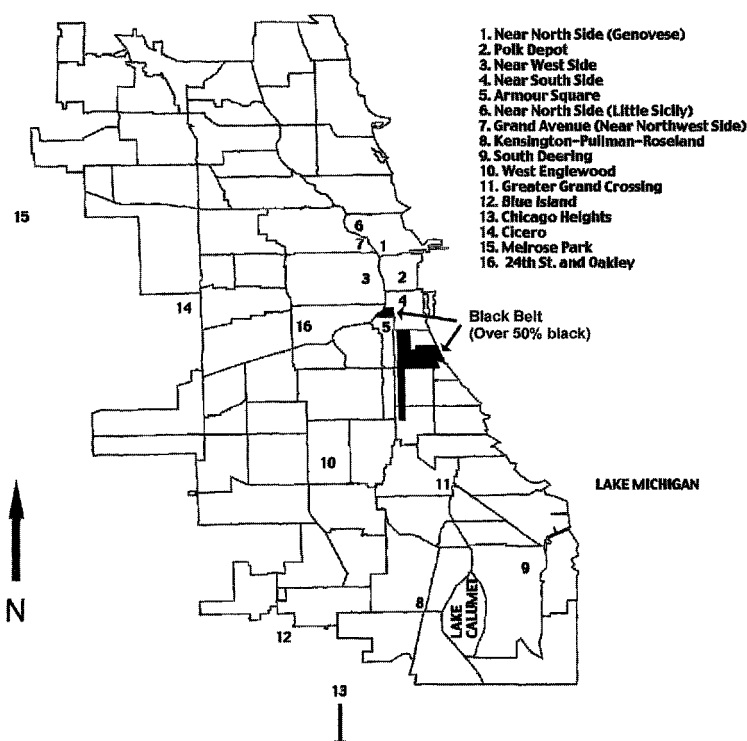 1. Near North Side (Genovese)
2. Polk Depot
3. Near West Side
4. Near South Side
5. Armour Square
6. Near North Side (Little Sicily)
7. Grand Avenue (Near Northwest Side)
8. Kensington-Pullman-Roseland
9. South Deering
10. West Englewood
11. Greater Grand Crossing
12. Blue Island
13. Chicago Heights
14. Cicero
15. Melrose Park
16. 24th St. and Oakley
15
6
7
1
3
2
14
4
16
5
Black Belt
(Over 50% black)
10
11
LAKE MICHIGAN
N
9
8
LAKE
CALUMET
12
13